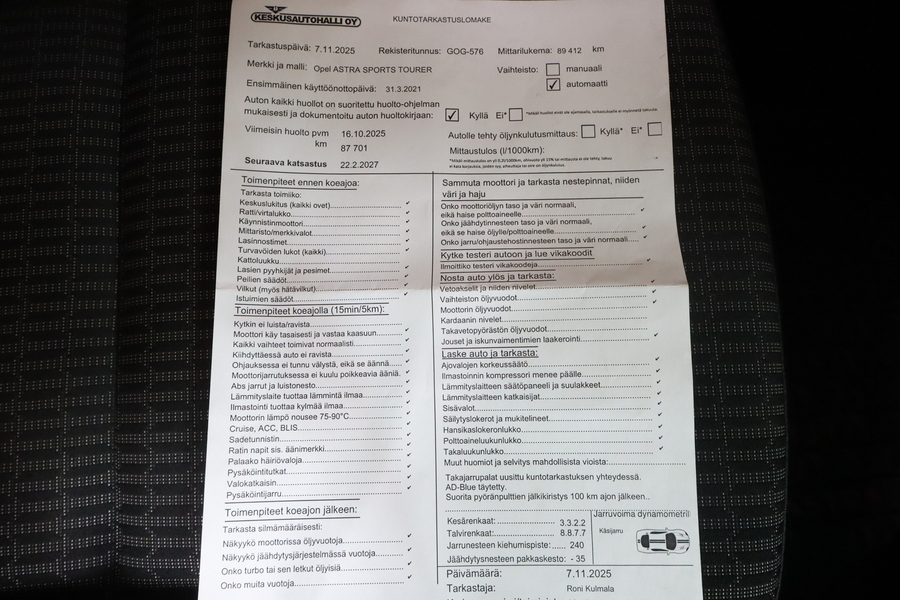 KESKUSAUTOHALLI OY
KUNTOTARKASTUSLOMAKE
Tarkastuspäivä: 7.11.2025 Rekisteritunnus: GOG-576 Mittarilukema: 89 412 km
Merkki ja malli: Opel ASTRA SPORTS TOURER Vaihteisto: manuaali
Ensimmäinen käyttöönottopäivä: 31.3.2021 automaatti
Auton kaikki huollot on suoritettu huolto-ohjelman
mukaisesti ja dokumentoitu auton huoltokirjaan: Kyllä Ei*
Viimeisin huolto pvm 16.10.2025 Autolle tehty öljynkulutusmittaus: Kyllä* Ei*
km 87 701 Mittaustulos (l/1000km):
Seuraava katsastus 22.2.2027
Toimenpiteet ennen koeajoa:
Tarkasta toimiiko:
Keskuslukitus (kaikki ovet)
Ratti/virtalukko
Käynnistinmoottori
Mittaristo/merkkivalot
Lasinnostimet
Turvavöiden lukot (kaikki)
Kattoluukku
Lasien pyyhkijät ja pesimet
Peilien säädöt
Vilkut (myös hätävilkut)
Istuimien säädöt
Toimenpiteet koeajolla (15min/5km):
Kytkin ei luista/ravista
Moottori käy tasaisesti ja vastaa kaasuun
Kaikki vaihteet toimivat normaalisti
Kiihdyttäessä auto ei ravista
Ohjauksessa ei tunnu välystä, eikä se äännä
Moottorijarrutuksessa ei kuulu poikkeavia ääniä
Abs jarrut ja luistonesto
Lämmityslaite tuottaa lämmintä ilmaa
Ilmastointi tuottaa kylmää ilmaa
Moottorin lämpö nousee 75-90°C
Cruise, ACC, BLIS
Sadetunnistin
Ratin napit sis. äänimerkki
Palaako häiriövaloja
Pysäköintitutkat
Valokatkaisin
Pysäköintijarru
Toimenpiteet koeajon jälkeen:
Tarkasta silmämääräisesti:
Näkyykö moottorissa öljyvuotoja
Näkyykö jäähdytysjärjestelmässä vuotoja
Onko turbo tai sen letkut öljyisiä
Onko muita vuotoja
Sammuta moottori ja tarkasta nestepinnat, niiden
väri ja haju
Onko moottoriöljyn taso ja väri normaali,
eikä haise polttoaineelle
Onko jäähdytinnesteen taso ja väri normaali,
eikä se haise öljylle/polttoaineelle
Onko jarru/ohjaustehostinnesteen taso ja väri normaali
Kytke testeri autoon ja lue vikakoodit
Ilmoittiko testeri vikakoodeja
Nosta auto ylös ja tarkasta:
Vetoakselit ja niiden nivelet
Vaihteiston öljyvuodot
Moottorin öljyvuodot
Kardaanin nivelet
Takavetopyörästön öljyvuodot
Jouset ja iskunvaimentimien laakerointi
Laske auto ja tarkasta:
Ajovalojen korkeussäätö
Ilmastoinnin kompressori menee päälle
Lämmityslaitteen säätöpaneeli ja suulakkeet
Lämmityslaitteen katkaisijat
Sisävalot
Säilytyslokerot ja mukitelineet
Hansikaslokeronlukko
Polttoaineluukunlukko
Takaluukunlukko
Muut huomiot ja selvitys mahdollisista vioista:
Takajarrupalat uusittu kuntotarkastuksen yhteydessä.
AD-Blue täytetty.
Suorita pyöränpulttien jälkikiristys 100 km ajon jälkeen..
Kesärenkaat: 3.3.2.2
Talvirenkaat: 8.8.7.7
Jarrunesteen kiehumispiste: 240
Jäähdytysnesteen pakkaskesto: - 35
Jarruvoima dynamometril
Käsijarru
Päivämäärä: 7.11.2025
Tarkastaja: Roni Kulmala